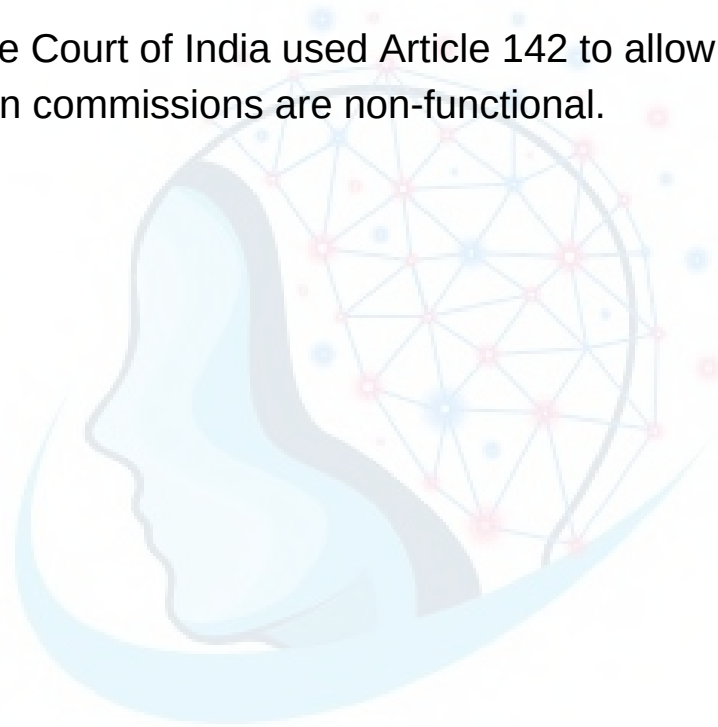 e Court of India used Article 142 to allow
n commissions are non-functional.